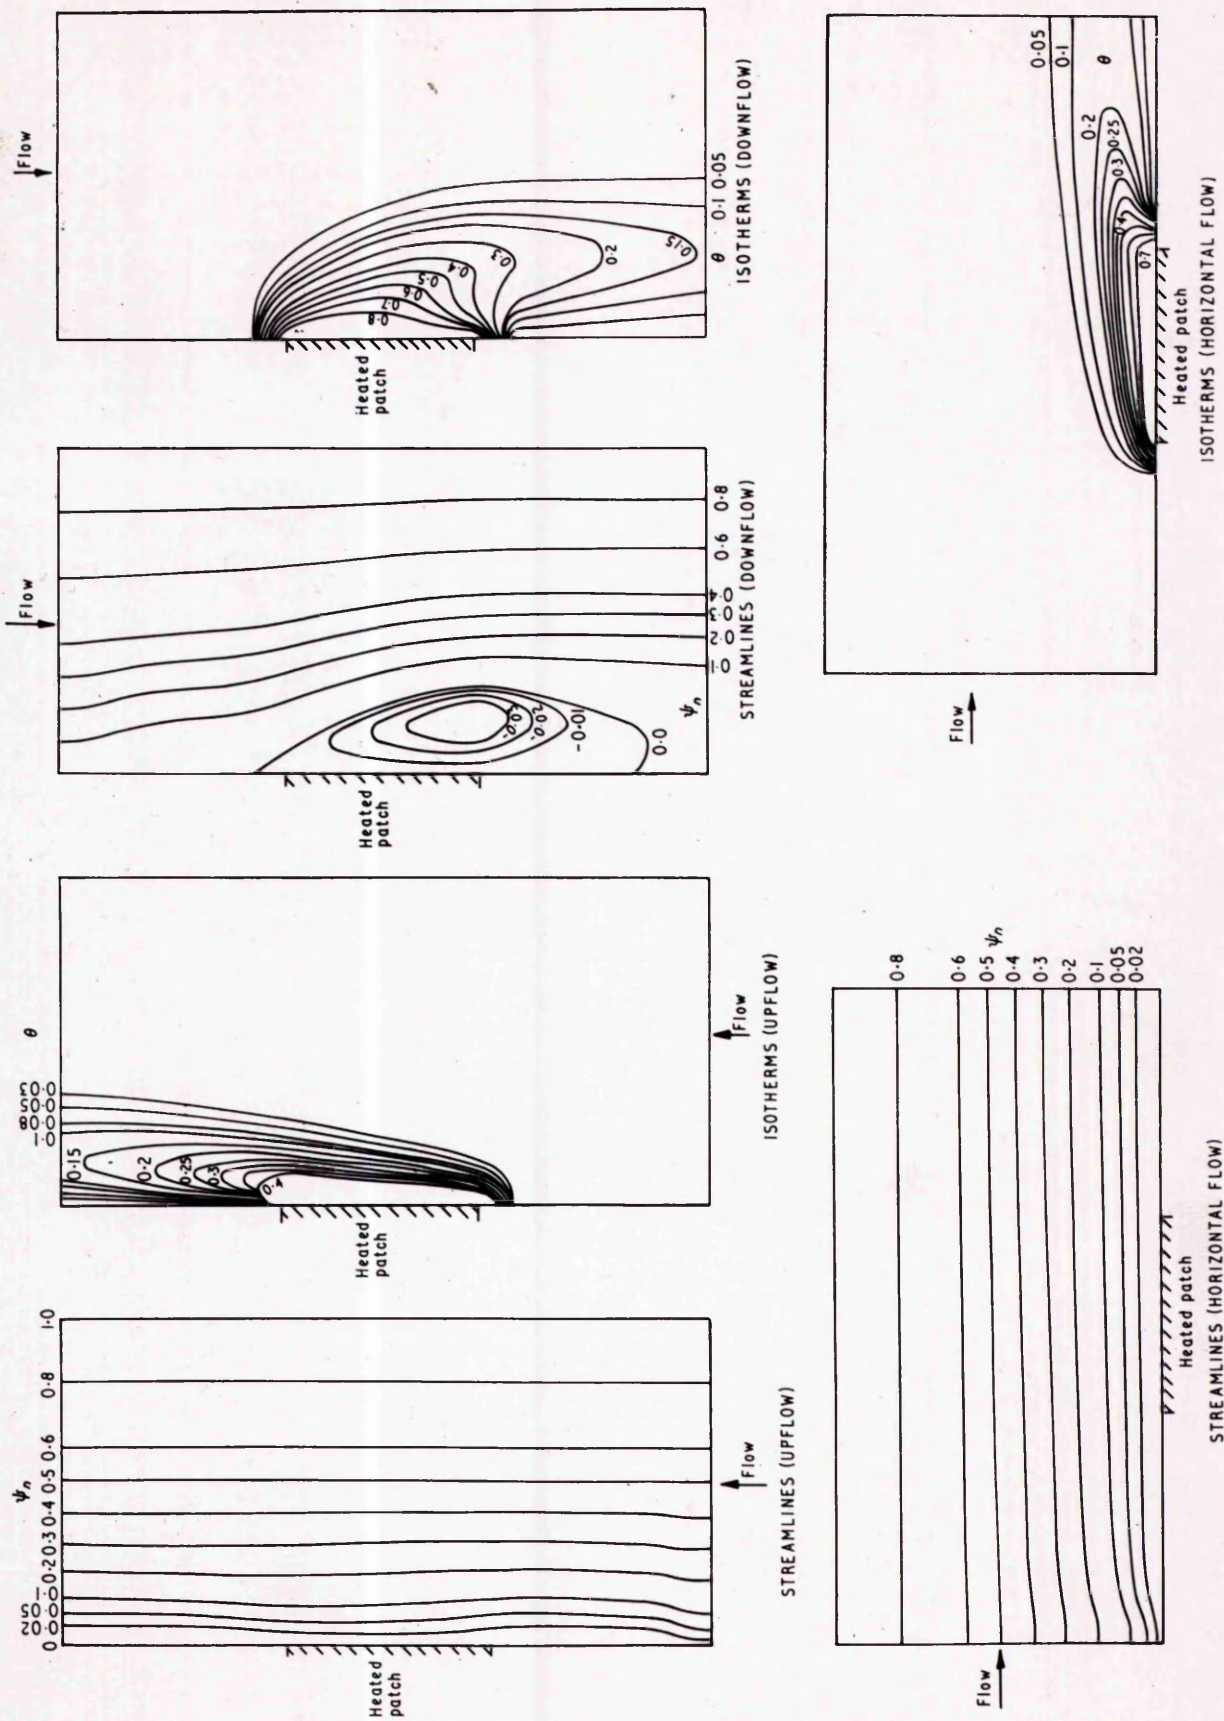 Flow
Heated
patch
0·8
0·7
0·6
0·5
0·4
0·3
0·2
0·15
θ 0·1 0·05
ISOTHERMS (DOWNFLOW)
Flow
Heated
patch
-0·03
-0·02
-0·01
0·0
ψn 0·1 0·2 0·3 0·4 0·6 0·8
STREAMLINES (DOWNFLOW)
θ
0·15 0·1 0·08 0·05 0·03
0·2
0·25
0·3
0·4
Heated
patch
Flow
ISOTHERMS (UPFLOW)
ψn
0 0·02 0·05 0·1 0·2 0·3 0·4 0·5 0·6 0·8 1·0
Heated
patch
Flow
STREAMLINES (UPFLOW)
0·05
0·1
θ
0·2
0·25
0·3
0·4
0·7
Flow
Heated patch
ISOTHERMS (HORIZONTAL FLOW)
0·8
0·6
0·5 ψn
0·4
0·3
0·2
0·1
0·05
0·02
Flow
Heated patch
STREAMLINES (HORIZONTAL FLOW)